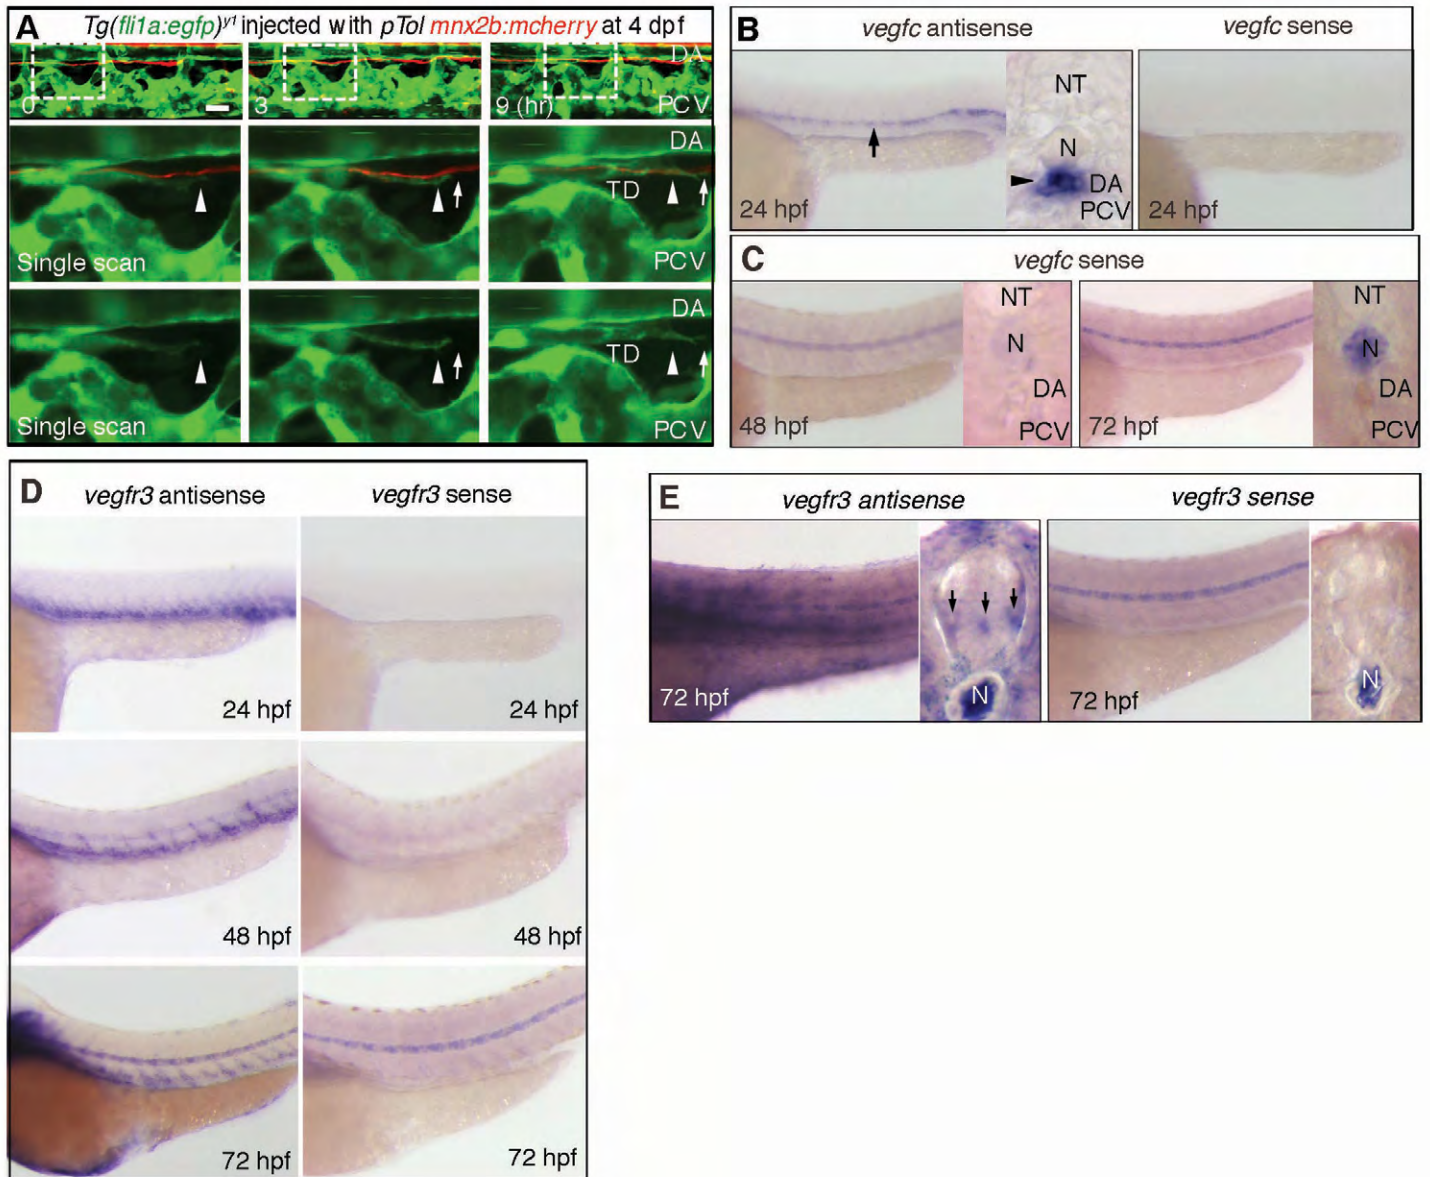 A Tg(fli1a:egfp)y1 injected with pTol mnx2b:mcherry at 4 dpf
DA
0 3 9 (hr) PCV
DA
TD
Single scan PCV
DA
TD
Single scan PCV
B vegfc antisense vegfc sense
NT
N
DA
24 hpf PCV 24 hpf
C vegfc sense
NT NT
N N
DA DA
48 hpf PCV 72 hpf PCV
D vegfr3 antisense vegfr3 sense
24 hpf 24 hpf
48 hpf 48 hpf
72 hpf 72 hpf
E vegfr3 antisense vegfr3 sense
72 hpf N 72 hpf N